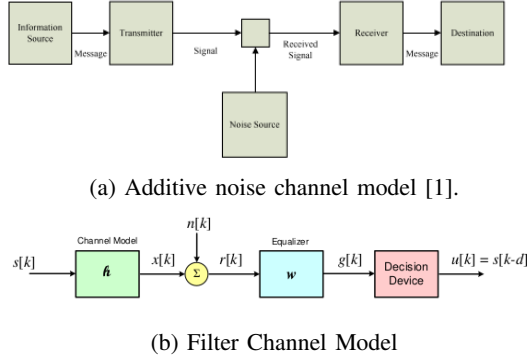 Information
Source
Message
Transmitter
Signal
Received
Signal
Receiver
Message
Destination
Noise Source
(a) Additive noise channel model [1].
s[k]
Channel Model
h
x[k]
n[k]
Σ
r[k]
Equalizer
w
g[k]
Decision
Device
u[k] = s[k-d]
(b) Filter Channel Model